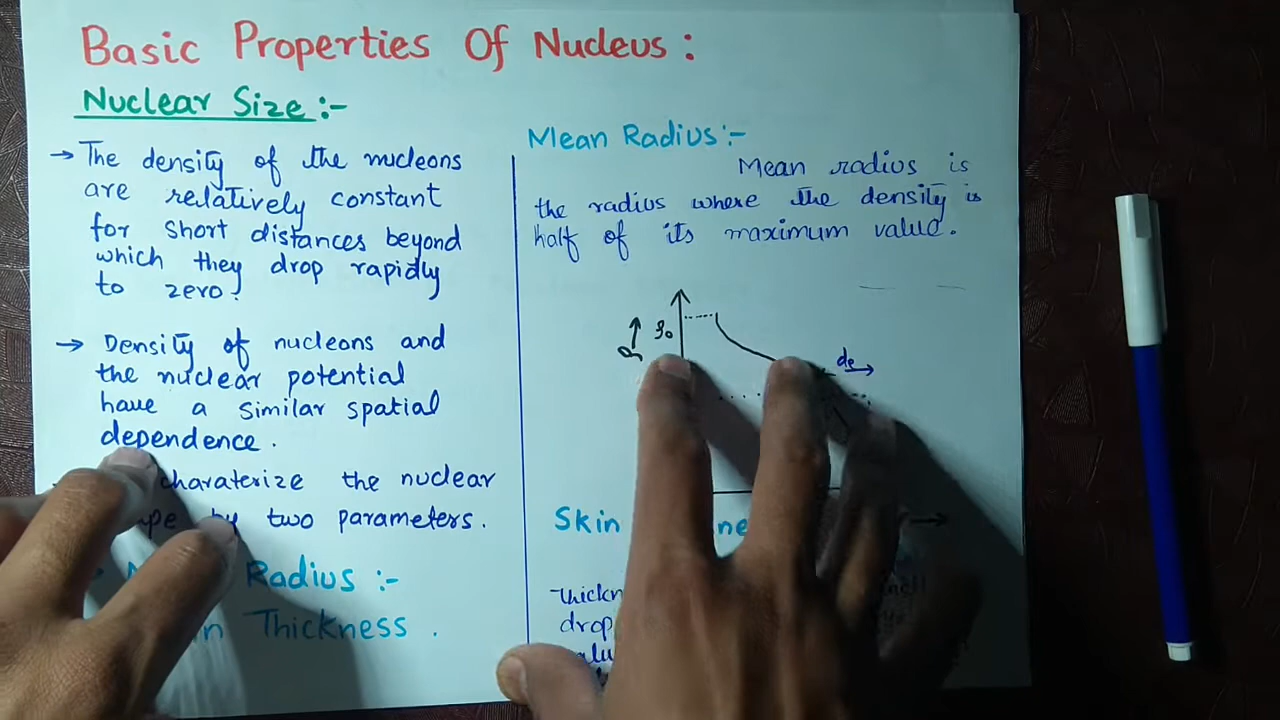 Basic Properties Of Nucleus :
Nuclear Size :-
→ The density of the nucleons
are relatively constant
for short distances beyond
which they drop rapidly
to zero.
→ Density of nucleons and
the nuclear potential
have a similar spatial
dependence .
charaterize the nuclear
by two parameters .
Radius :-
Thickness .
Mean Radius :-
Mean radius is
the radius where the density is
half of its maximum value .
ρ ρ₀
Skin
drop